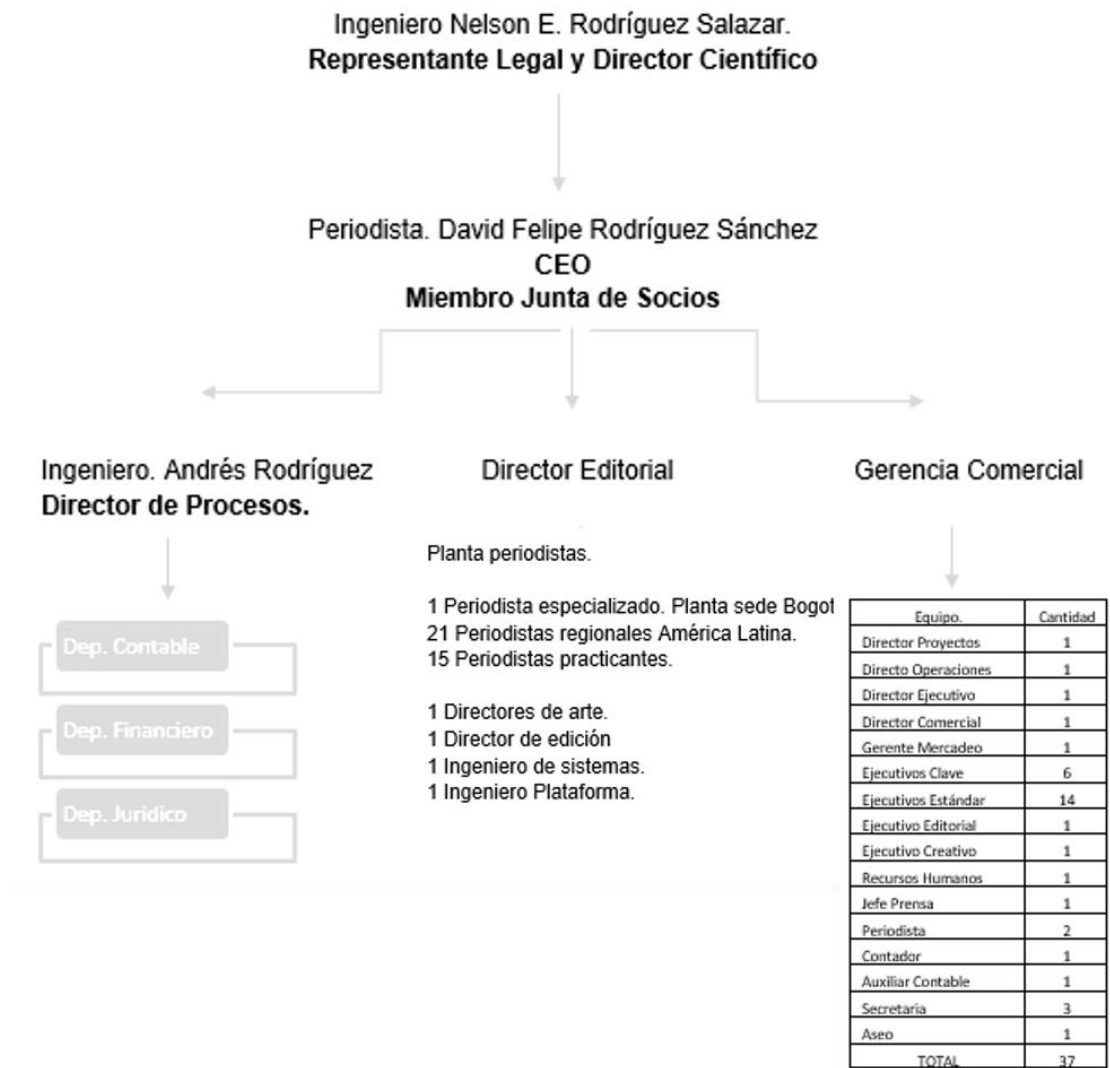 Ingeniero Nelson E. Rodríguez Salazar.
Representante Legal y Director Científico
Periodista. David Felipe Rodríguez Sánchez
CEO
Miembro Junta de Socios
Ingeniero. Andrés Rodríguez
Director de Procesos.
Dep. Contable
Dep. Financiero
Dep. Juridico
Director Editorial
Planta periodistas.
1 Periodista especializado. Planta sede Bogot
21 Periodistas regionales América Latina.
15 Periodistas practicantes.
1 Directores de arte.
1 Director de edición
1 Ingeniero de sistemas.
1 Ingeniero Plataforma.
Gerencia Comercial
Equipo. Cantidad
Director Proyectos 1
Directo Operaciones 1
Director Ejecutivo 1
Director Comercial 1
Gerente Mercadeo 1
Ejecutivos Clave 6
Ejecutivos Estándar 14
Ejecutivo Editorial 1
Ejecutivo Creativo 1
Recursos Humanos 1
Jefe Prensa 1
Periodista 2
Contador 1
Auxiliar Contable 1
Secretaria 3
Aseo 1
TOTAL 37